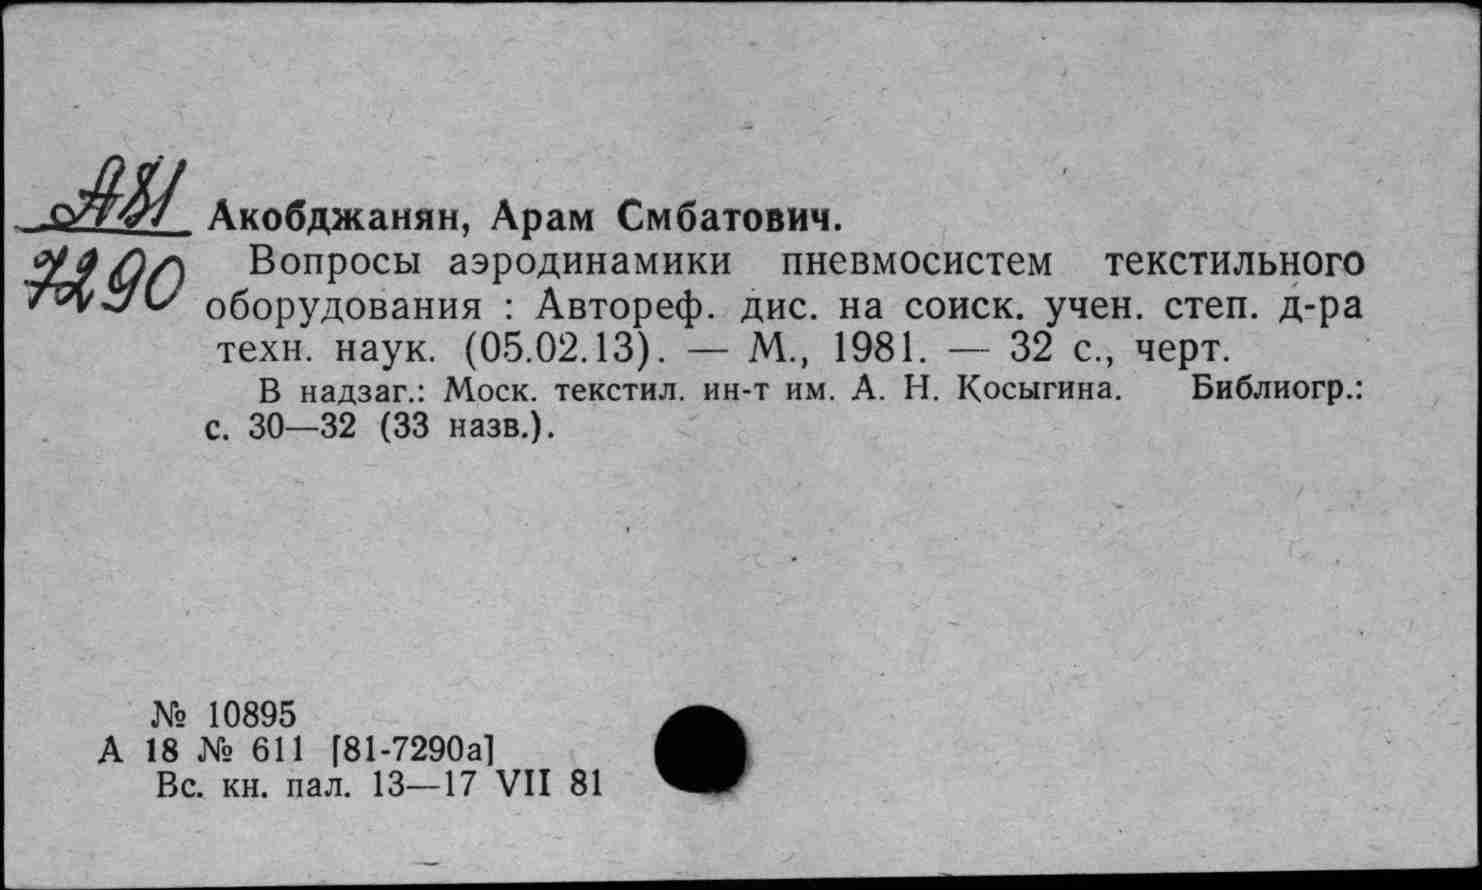 А81
7290
Акобджанян, Арам Смбатович.
Вопросы аэродинамики пневмосистем текстильного
оборудования : Автореф. дис. на соиск. учен. степ. д-ра
техн. наук. (05.02.13). — М., 1981. — 32 с., черт.
В надзаг.: Моск. текстил. ин-т им. А. Н. Косыгина. Библиогр.:
с. 30—32 (33 назв.).
№ 10895
А 18 № 611 [81-7290а]
Вс. кн. пал. 13—17 VII 81